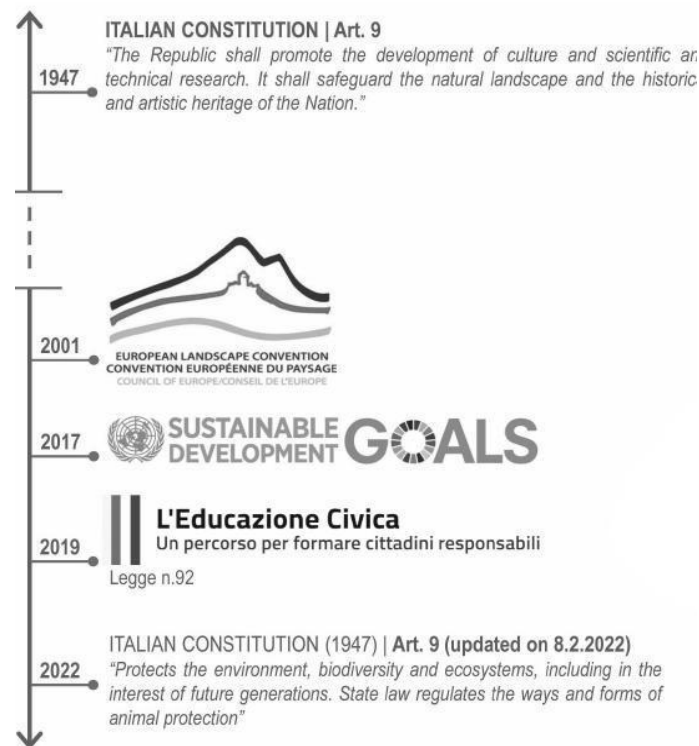 ITALIAN CONSTITUTION | Art. 9
"The Republic shall promote the development of culture and scientific an
1947
technical research. It shall safeguard the natural landscape and the historica
and artistic heritage of the Nation."
2001
EUROPEAN LANDSCAPE CONVENTION
CONVENTION EUROPÉENNE DU PAYSAGE
COUNCIL OF EUROPE/CONSEIL DE L'EUROPE
2017
SUSTAINABLE
DEVELOPMENT
GOALS
L'Educazione Civica
2019
Un percorso per formare cittadini responsabili
Legge n.92
ITALIAN CONSTITUTION (1947) | Art. 9 (updated on 8.2.2022)
2022
"Protects the environment, biodiversity and ecosystems, including in the
interest of future generations. State law regulates the ways and forms of
animal protection"